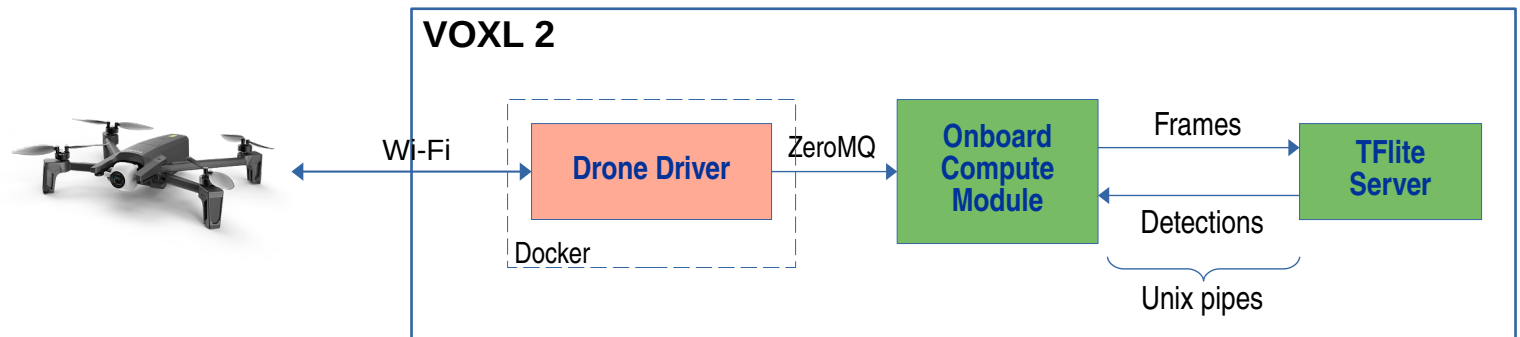 VOXL 2
Wi-Fi
Drone Driver
Docker
ZeroMQ
Onboard
Compute
Module
Frames
Detections
Unix pipes
TFlite
Server